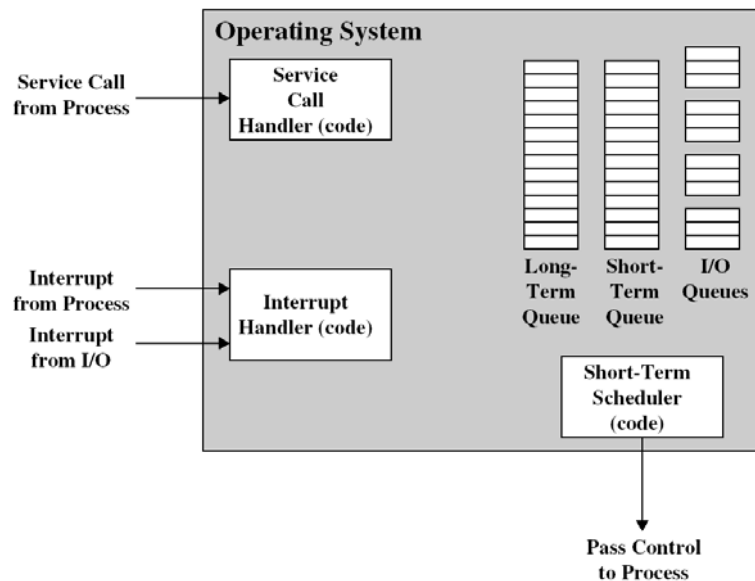 Operating System
Service Call
from Process
Service
Call
Handler (code)
Interrupt
from Process
Interrupt
from I/O
Interrupt
Handler (code)
Long-
Term
Queue
Short-
Term
Queue
I/O
Queues
Short-Term
Scheduler
(code)
Pass Control
to Process